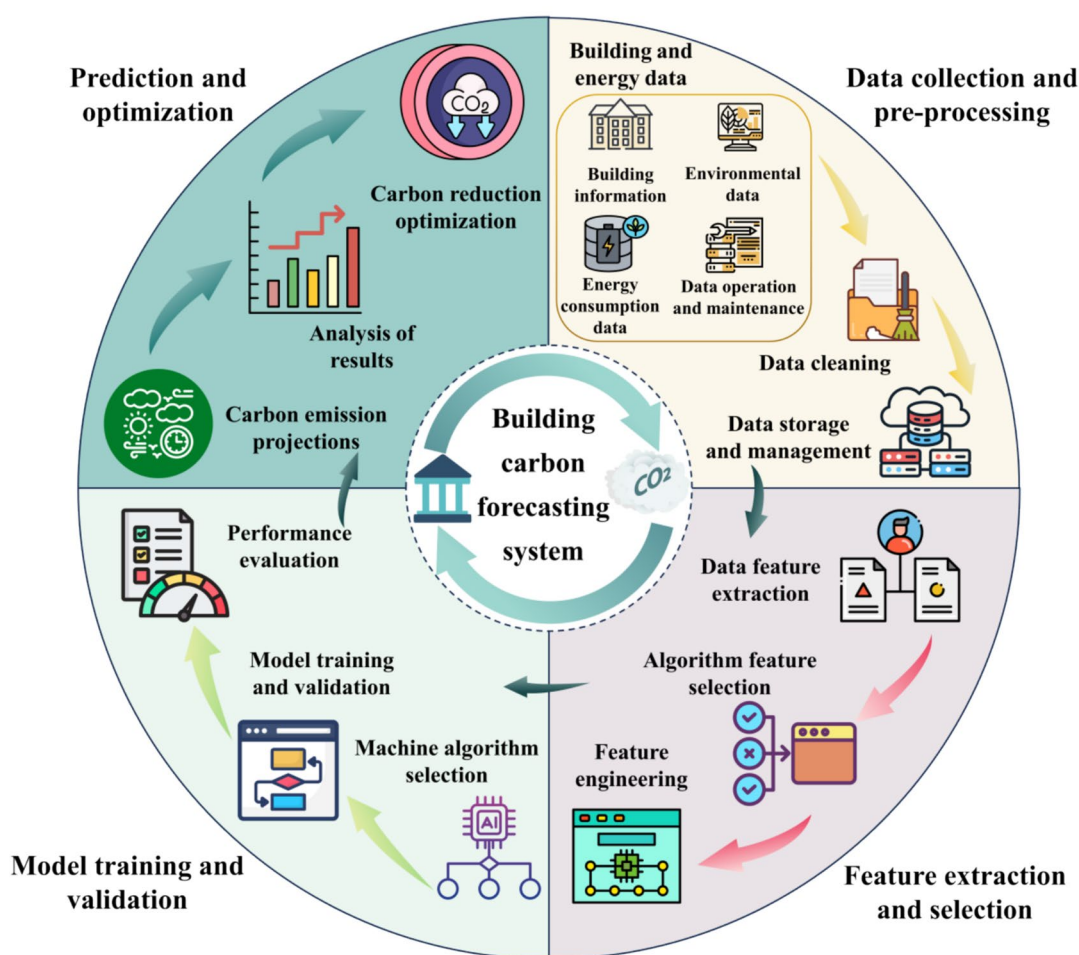 Prediction and
optimization
CO2
Carbon reduction
optimization
Analysis of
results
Carbon emission
projections
Building and
energy data
Building
information
Environmental
data
Energy
consumption
data
Data operation
and maintenance
Data collection and
pre-processing
Data cleaning
Data storage
and management
Building
carbon
forecasting
system
CO2
Data feature
extraction
Algorithm feature
selection
Feature
engineering
Feature extraction
and selection
Performance
evaluation
Model training
and validation
Machine algorithm
selection
AI
Model training and
validation